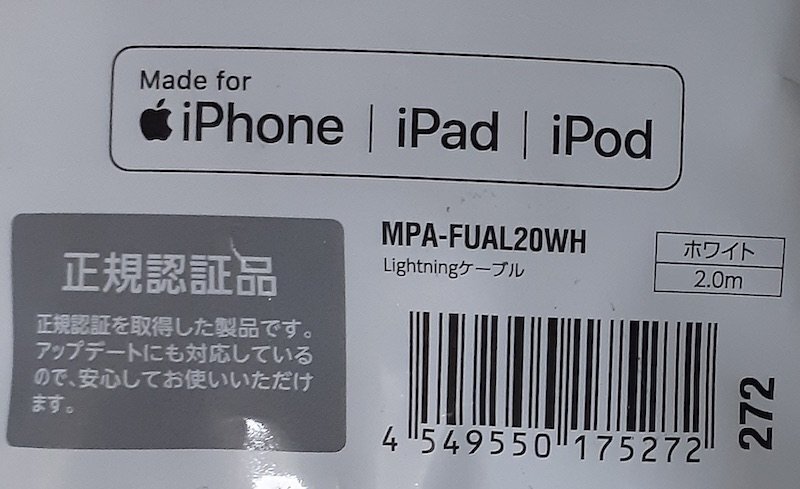 Made for
iPhone | iPad | iPod
正規認証品
正規認証を取得した製品です。
アップデートにも対応している
ので、安心してお使いいただけ
ます。
MPA-FUAL20WH
Lightningケーブル
ホワイト
2.0m
4 549550 175272
272